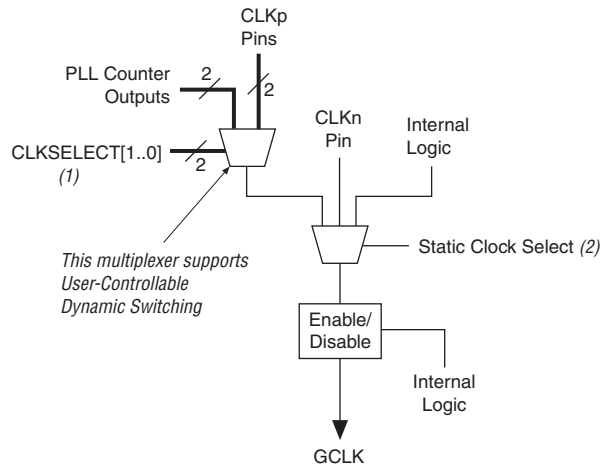 CLKp
Pins
PLL Counter
Outputs
2
2
CLKn
Pin
Internal
Logic
CLKSELECT[1..0]
(1)
2
Static Clock Select (2)
This multiplexer supports
User-Controllable
Dynamic Switching
Enable/
Disable
Internal
Logic
GCLK